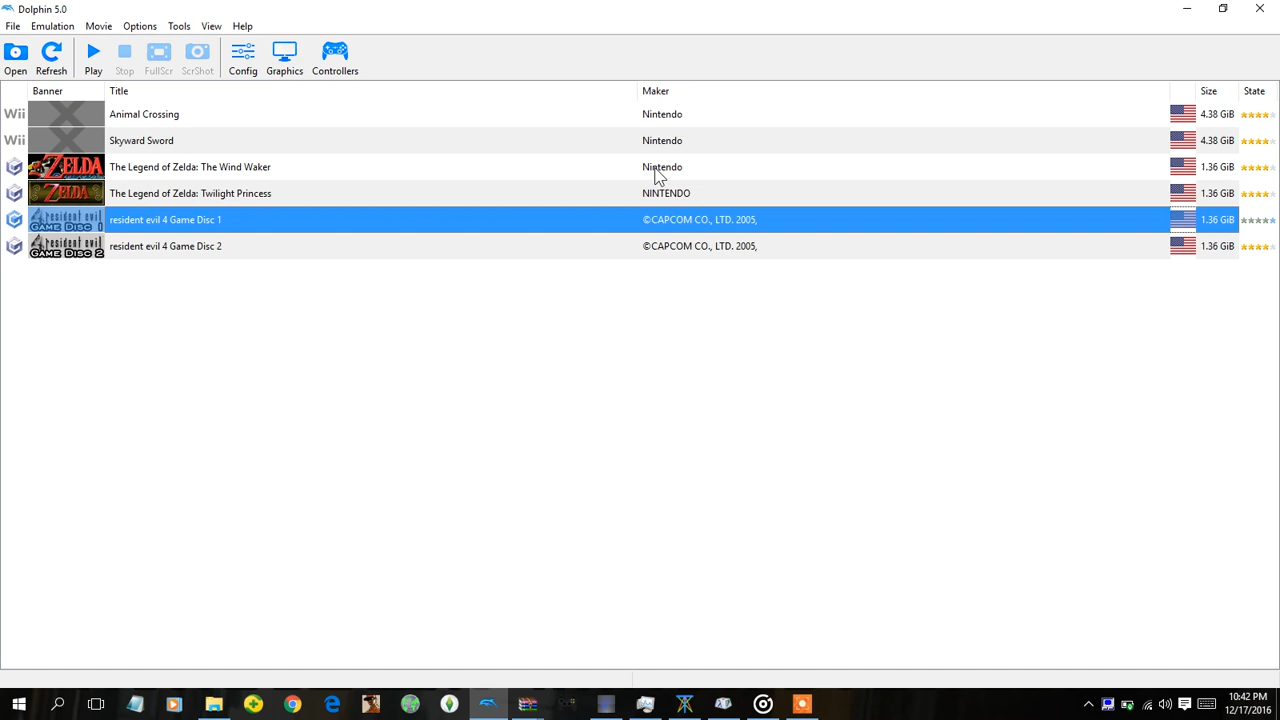 Dolphin 5.0
File Emulation Movie Options Tools View Help
Open Refresh Play Stop FullScr ScrShot Config Graphics Controllers
Banner Title Maker Size State
Wii Animal Crossing Nintendo 4.38 GiB
Wii Skyward Sword Nintendo 4.38 GiB
ZELDA The Legend of Zelda: The Wind Waker Nintendo 1.36 GiB
ZELDA The Legend of Zelda: Twilight Princess NINTENDO 1.36 GiB
resident evil 4 Game Disc 1 ©CAPCOM CO., LTD. 2005, 1.36 GiB
GAME DISC 1
resident evil 4 Game Disc 2 ©CAPCOM CO., LTD. 2005, 1.36 GiB
GAME DISC 2
10:42 PM
12/17/2016